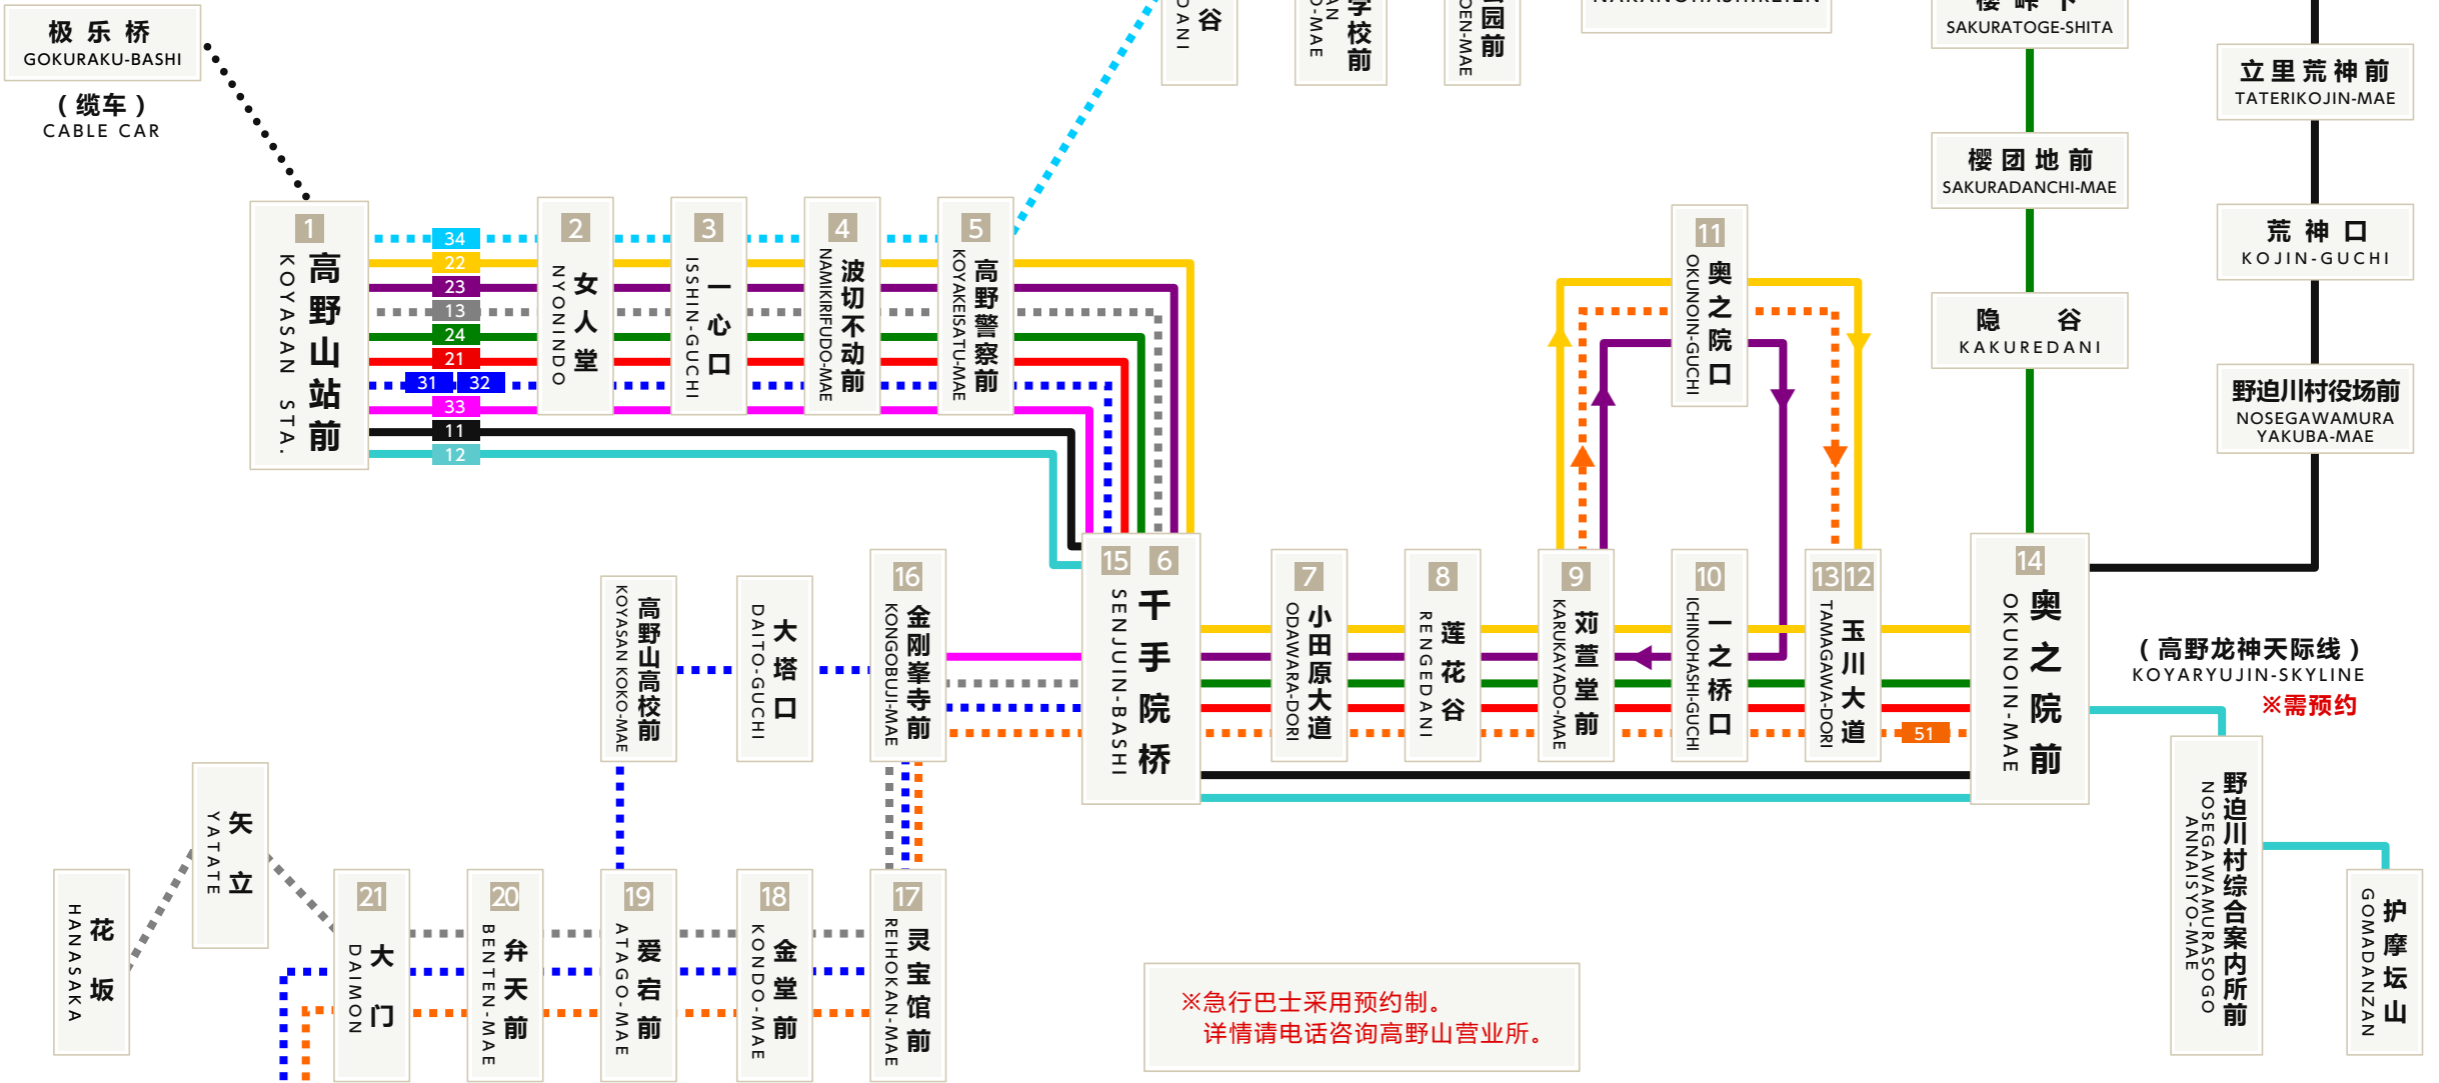 极乐桥
GOKURAKU-BASHI
(缆车)
CABLE CAR
谷
DANI
学校前
AN
O-MAE
园前
OEN-MAE
SAKURATOGE-SHITA
立里荒神前
TATERIKOJIN-MAE
樱团地前
SAKURADANCHI-MAE
荒神口
KOJIN-GUCHI
隐谷
KAKUREDANI
野迫川村役场前
NOSEGAWAMURA
YAKUBA-MAE
1
高野山站前
KOYASAN STA.
34
22
23
13
24
21
31 32
33
11
12
2
女人堂
NYONINDO
3
一心口
ISSHIN-GUCHI
4
波切不动前
NAMIKIRIFUDO-MAE
5
高野警察前
KOYAKEISATU-MAE
11
奥之院口
OKUNOIN-GUCHI
高野山高校前
KOYASAN KOKO-MAE
大塔口
DAITO-GUCHI
16
金刚峯寺前
KONGOBUJI-MAE
15 6
千手院桥
SENJUIN-BASHI
7
小田原大道
ODAWARA-DORI
8
莲花谷
RENGEDANI
9
苅萱堂前
KARUKAYADO-MAE
10
一之桥口
ICHINOHASHI-GUCHI
13 12
玉川大道
TAMAGAWA-DORI
51
14
奥之院前
OKUNOIN-MAE
(高野龙神天际线)
KOYARYUJIN-SKYLINE
※需预约
野迫川村综合案内所前
NOSEGAWAMURASOGO
ANNAISYO-MAE
护摩坛山
GOMADANZAN
矢立
YATATE
花坂
HANASAKA
21
大门
DAIMON
20
弁天前
BENTEN-MAE
19
爱宕前
ATAGO-MAE
18
金堂前
KONDO-MAE
17
灵宝馆前
REIHOKAN-MAE
※急行巴士采用预约制。
详情请电话咨询高野山营业所。